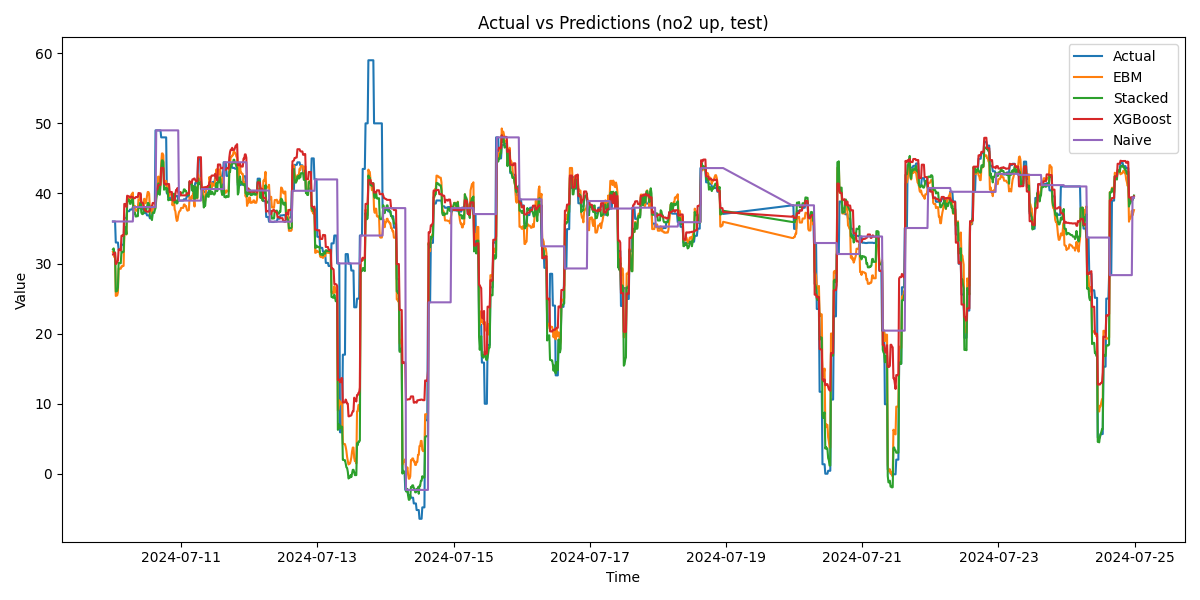 Actual vs Predictions (no2 up, test)
Value
60
50
40
30
20
10
0
Actual
EBM
Stacked
XGBoost
Naive
2024-07-11
2024-07-13
2024-07-15
2024-07-17
2024-07-19
2024-07-21
2024-07-23
2024-07-25
Time